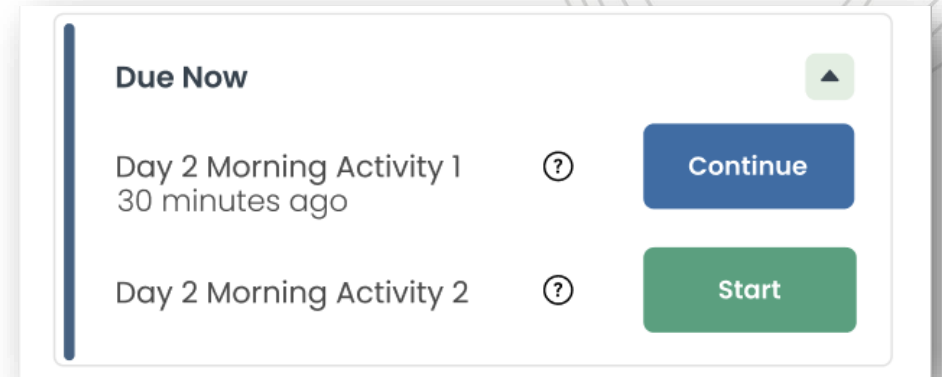 Due Now
Day 2 Morning Activity 1
?
Continue
30 minutes ago
Day 2 Morning Activity 2
?
Start